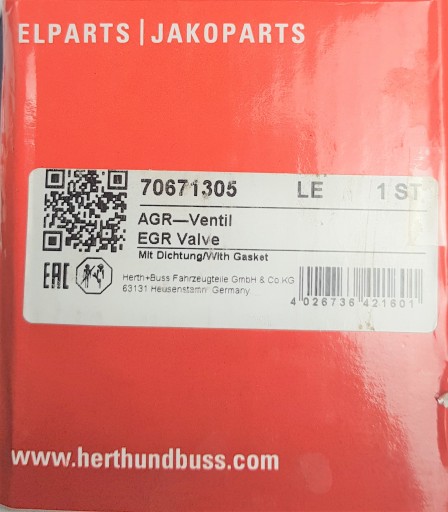 ELPARTS | JAKOPARTS
70671305 LE 1 ST
AGR-Ventil
EGR Valve
Mit Dichtung/With Gasket
EAC
Herth+Buss Fahrzeugteile GmbH & Co.KG
63131 Heusenstamm Germany
4 026736 421601
www.herthundbuss.com